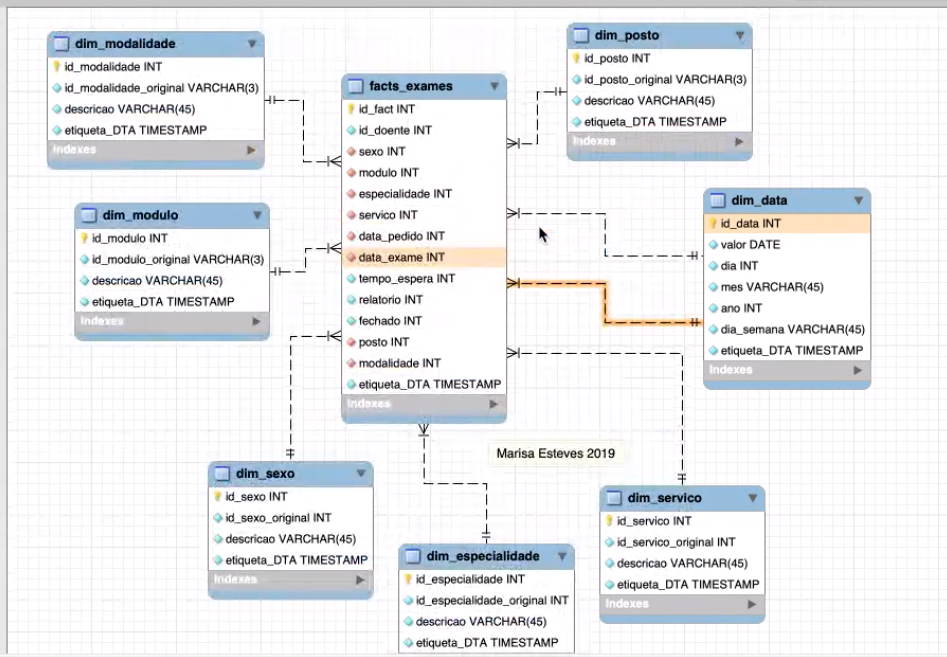 dim_modalidade
id_modalidade INT
id_modalidade_original VARCHAR(3)
descricao VARCHAR(45)
etiqueta_DTA TIMESTAMP
Indexes
dim_posto
id_posto INT
id_posto_original VARCHAR(3)
descricao VARCHAR(45)
etiqueta_DTA TIMESTAMP
Indexes
facts_exames
id_fact INT
id_doente INT
sexo INT
modulo INT
especialidade INT
servico INT
data_pedido INT
data_exame INT
tempo_espera INT
relatorio INT
fechado INT
posto INT
modalidade INT
etiqueta_DTA TIMESTAMP
Indexes
dim_modulo
id_modulo INT
id_modulo_original VARCHAR(3)
descricao VARCHAR(45)
etiqueta_DTA TIMESTAMP
Indexes
dim_data
id_data INT
valor DATE
dia INT
mes VARCHAR(45)
ano INT
dia_semana VARCHAR(45)
etiqueta_DTA TIMESTAMP
Indexes
Marisa Esteves 2019
dim_sexo
id_sexo INT
id_sexo_original INT
descricao VARCHAR(45)
etiqueta_DTA TIMESTAMP
Indexes
dim_especialidade
id_especialidade INT
id_especialidade_original INT
descricao VARCHAR(45)
etiqueta_DTA TIMESTAMP
dim_servico
id_servico INT
id_servico_original INT
descricao VARCHAR(45)
etiqueta_DTA TIMESTAMP
Indexes